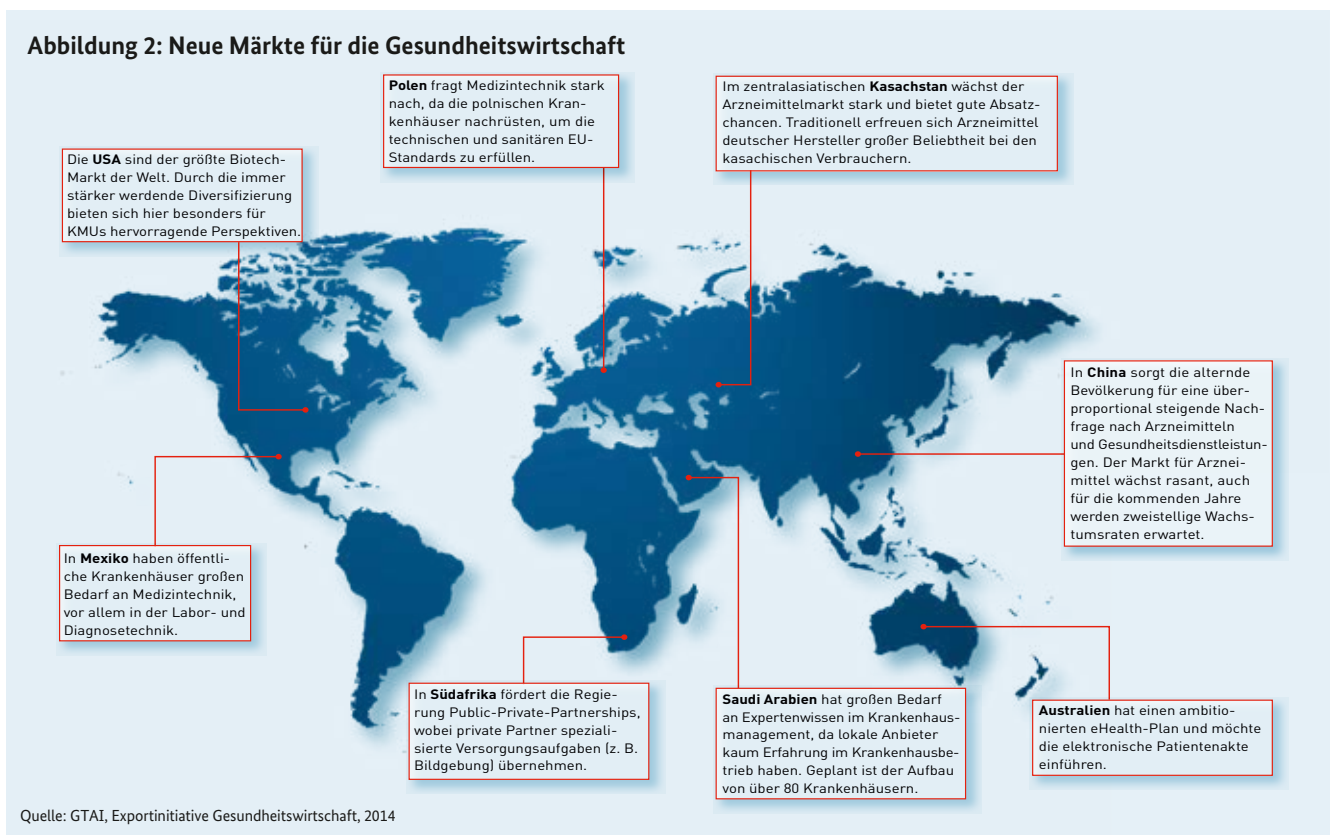 Abbildung 2: Neue Märkte für die Gesundheitswirtschaft
Polen fragt Medizintechnik stark
nach, da die polnischen Kran-
kenhäuser nachrüsten, um die
technischen und sanitären EU-
Standards zu erfüllen.
Im zentralasiatischen Kasachstan wächst der
Arzneimittelmarkt stark und bietet gute Absatz-
chancen. Traditionell erfreuen sich Arzneimittel
deutscher Hersteller großer Beliebtheit bei den
kasachischen Verbrauchern.
Die USA sind der größte Biotech-
Markt der Welt. Durch die immer
stärker werdende Diversifizierung
bieten sich hier besonders für
KMUs hervorragende Perspektiven.
In China sorgt die alternde
Bevölkerung für eine über-
proportional steigende Nach-
frage nach Arzneimitteln
und Gesundheitsdienstleistun-
gen. Der Markt für Arznei-
mittel wächst rasant, auch
für die kommenden Jahre
werden zweistellige Wachs-
tumsraten erwartet.
In Mexiko haben öffentli-
che Krankenhäuser großen
Bedarf an Medizintechnik,
vor allem in der Labor- und
Diagnosetechnik.
In Südafrika fördert die Regie-
rung Public-Private-Partnerships,
wobei private Partner speziali-
sierte Versorgungsaufgaben (z. B.
Bildgebung) übernehmen.
Saudi Arabien hat großen Bedarf
an Expertenwissen im Krankenhaus-
management, da lokale Anbieter
kaum Erfahrung im Krankenhausbe-
trieb haben. Geplant ist der Aufbau
von über 80 Krankenhäusern.
Australien hat einen ambitio-
nierten eHealth-Plan und möchte
die elektronische Patientenakte
einführen.
Quelle: GTAI, Exportinitiative Gesundheitswirtschaft, 2014